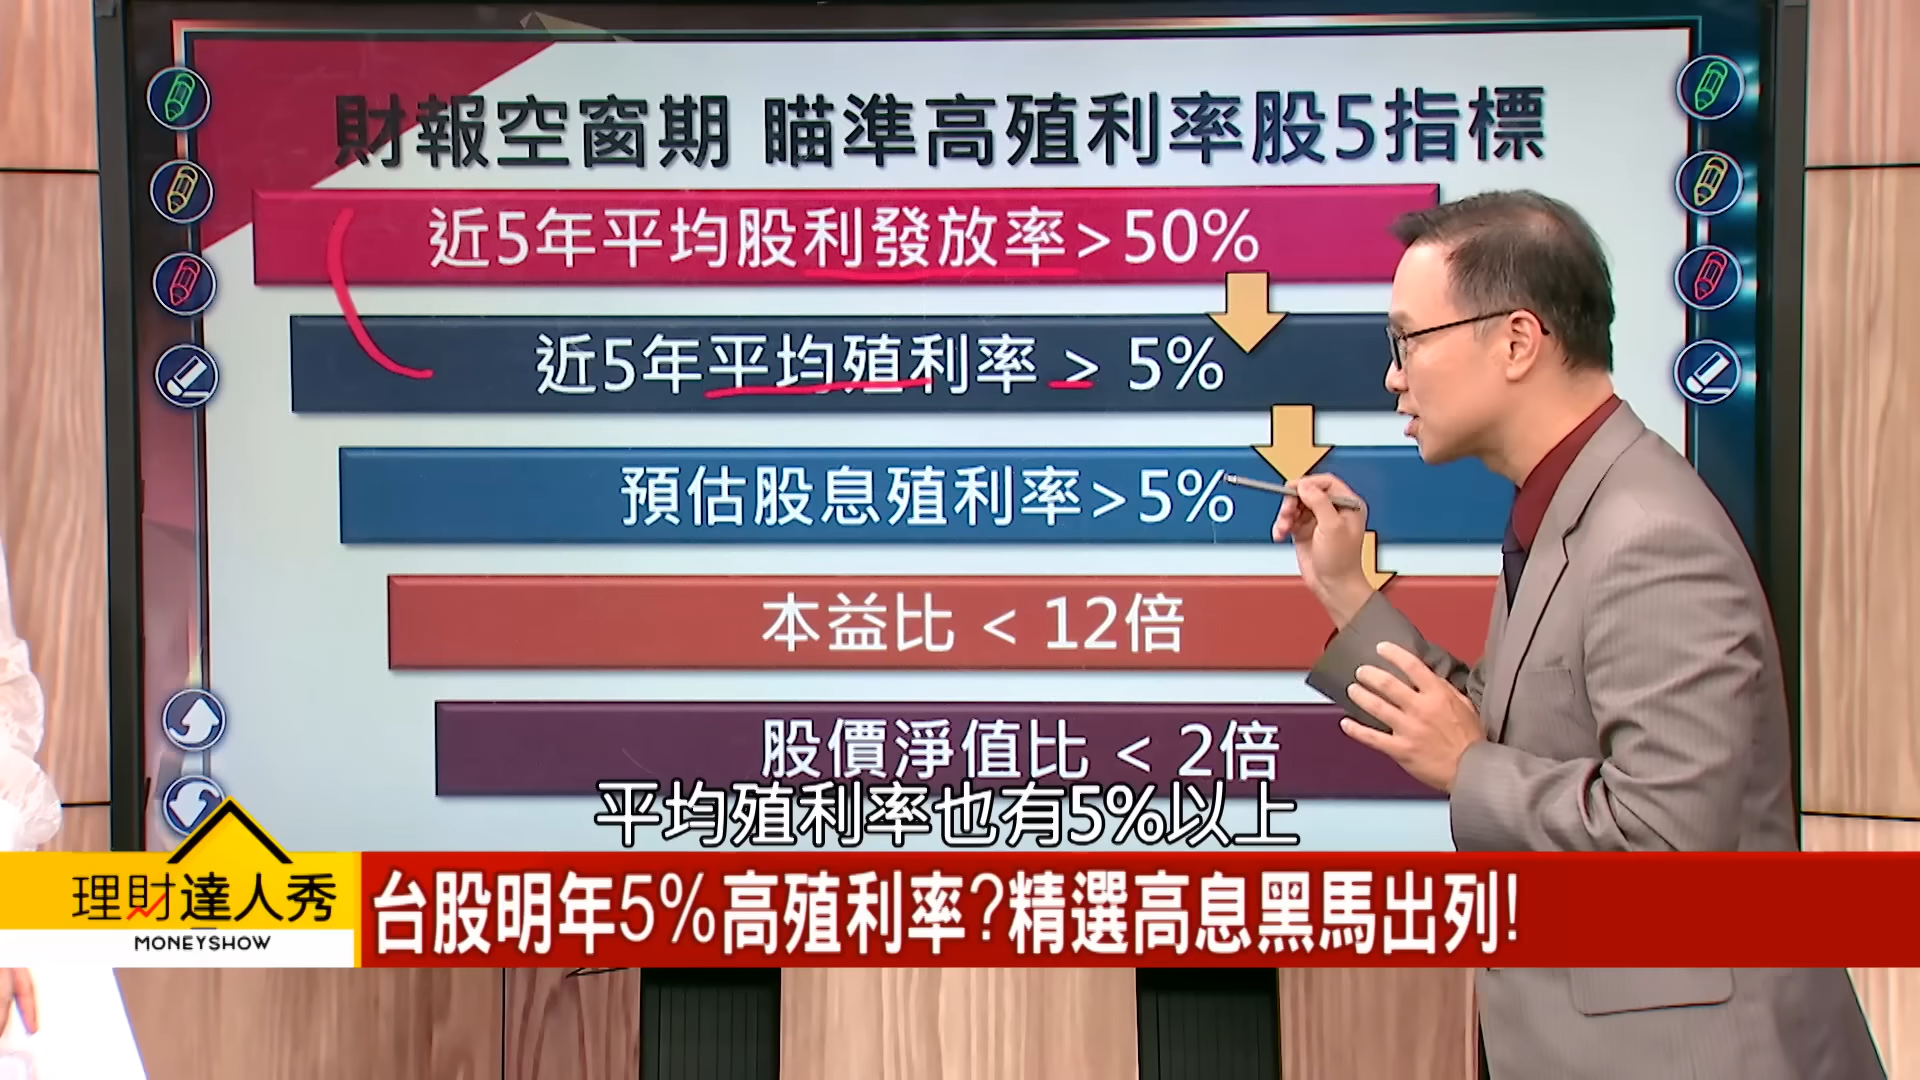 財報空窗期 瞄準高殖利率股5指標
近5年平均股利發放率>50%
近5年平均殖利率 > 5%
預估股息殖利率>5%
本益比 < 12倍
股價淨值比 < 2倍
平均殖利率也有5%以上
理財達人秀
MONEYSHOW
台股明年5%高殖利率?精選高息黑馬出列!